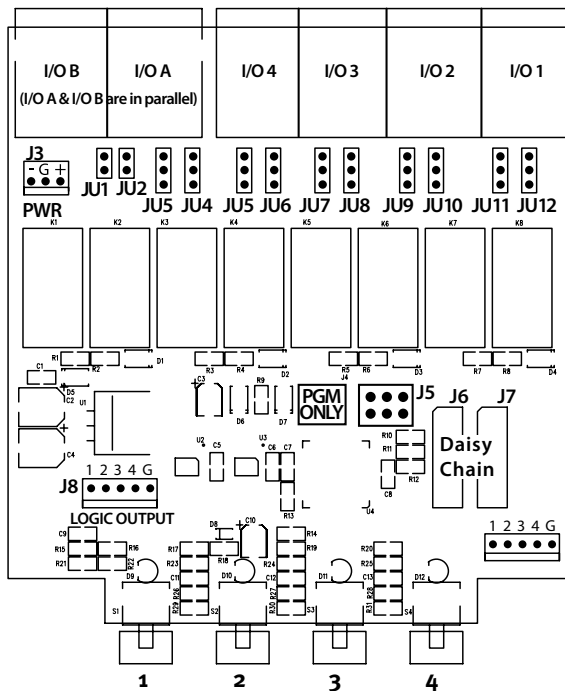 I/O B
I/O A
I/O 4
I/O 3
I/O 2
I/O 1
(I/O A & I/O B are in parallel)
J3
- G +
PWR
JU1
JU2
JU5
JU4
JU5
JU6
JU7
JU8
JU9
JU10
JU11
JU12
K1
K2
K3
K4
K5
K6
K7
K8
R1
R2
D1
R3
R4
D2
R5
J4
R6
D3
R7
R8
D4
C1
D5
C2
U1
C3
D6
R9
D7
PGM
ONLY
J5
J6
J7
Daisy
Chain
C4
U2
C5
U3
C6
C7
R10
R11
R12
C8
R13
U4
J8
1 2 3 4 G
LOGIC OUTPUT
1 2 3 4 G
C9
R15
R21
R16
R22
D9
R17
R23
C11
R26
R29
D8
R18
C10
D10
R24
R14
R19
C12
R27
R30
D11
R20
R25
C13
R28
R31
D12
S1
S2
S3
S4
1
2
3
4